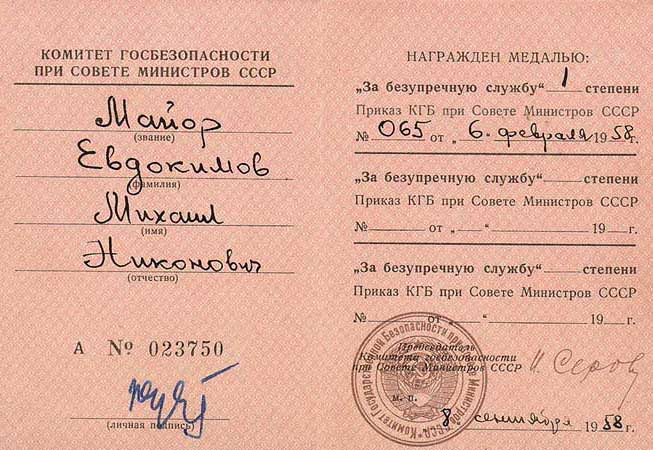 КОМИТЕТ ГОСБЕЗОПАСНОСТИ
ПРИ СОВЕТЕ МИНИСТРОВ СССР
Майор
(звание)
Евдокимов
(фамилия)
Михаил
(имя)
Никонович
(отчество)
А № 023750
(личная подпись)
НАГРАЖДЕН МЕДАЛЬЮ:
„За безупречную службу“ 1 степени
Приказ КГБ при Совете Министров СССР
№ 065 от „ 6 “ февраля 1958г.
„За безупречную службу“ степени
Приказ КГБ при Совете Министров СССР
№ от „ “ 19 г.
„За безупречную службу“ степени
Приказ КГБ при Совете Министров СССР
№ от „ “ 19 г.
Председатель
Комитета госбезопасности
при Совете Министров СССР И. Серов
М. П.
8 сентября 1958г.